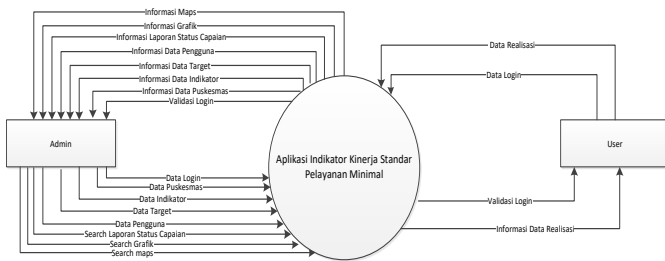 Informasi Maps
Informasi Grafik
Informasi Laporan Status Capaian
Informasi Data Pengguna
Informasi Data Target
Informasi Data Indikator
Informasi Data Puskesmas
Validasi Login
Data Realisasi
Data Login
Admin
Aplikasi Indikator Kinerja Standar
Pelayanan Minimal
User
Data Login
Data Puskesmas
Data Indikator
Data Target
Data Pengguna
Search Laporan Status Capaian
Search Grafik
Search maps
Validasi Login
Informasi Data Realisasi